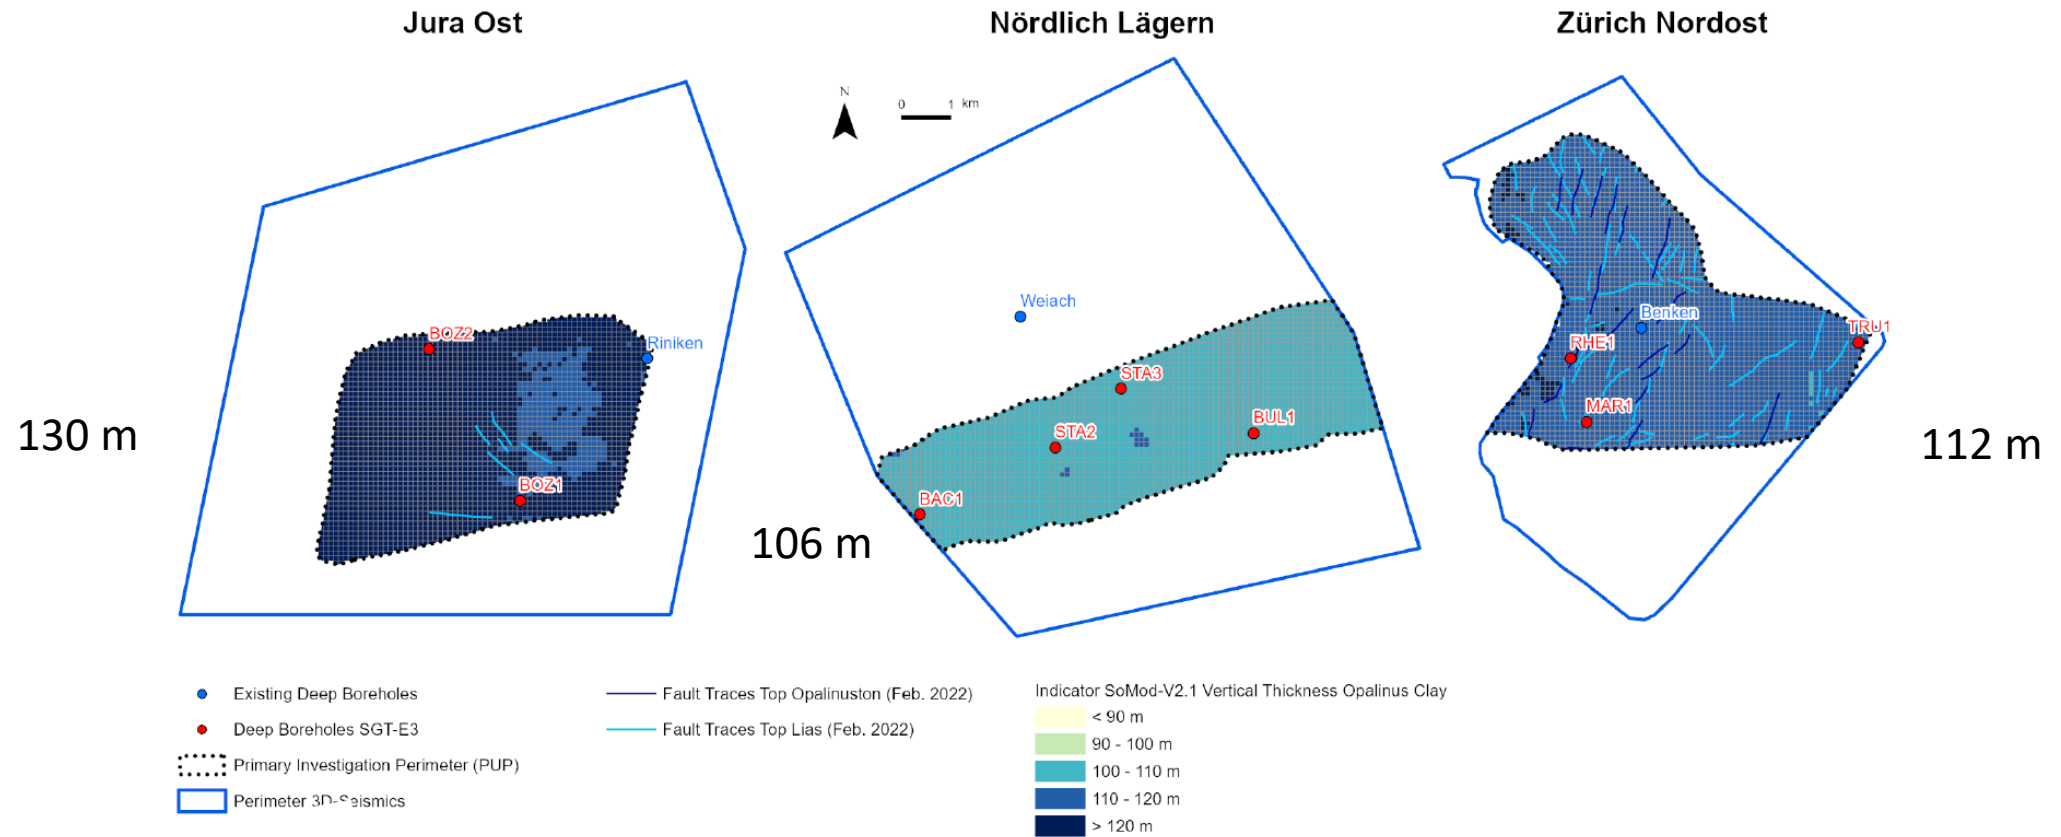 Jura Ost
Nördlich Lägern
Zürich Nordost
N
0 1 km
BOZ2
Riniken
BOZ1
130 m
Weiach
STA3
STA2
BUL1
BAC1
106 m
Benken
TRU1
RHE1
MAR1
112 m
Existing Deep Boreholes
Deep Boreholes SGT-E3
Primary Investigation Perimeter (PUP)
Perimeter 3D-Seismics
Fault Traces Top Opalinuston (Feb. 2022)
Fault Traces Top Lias (Feb. 2022)
Indicator SoMod-V2.1 Vertical Thickness Opalinus Clay
< 90 m
90 - 100 m
100 - 110 m
110 - 120 m
> 120 m